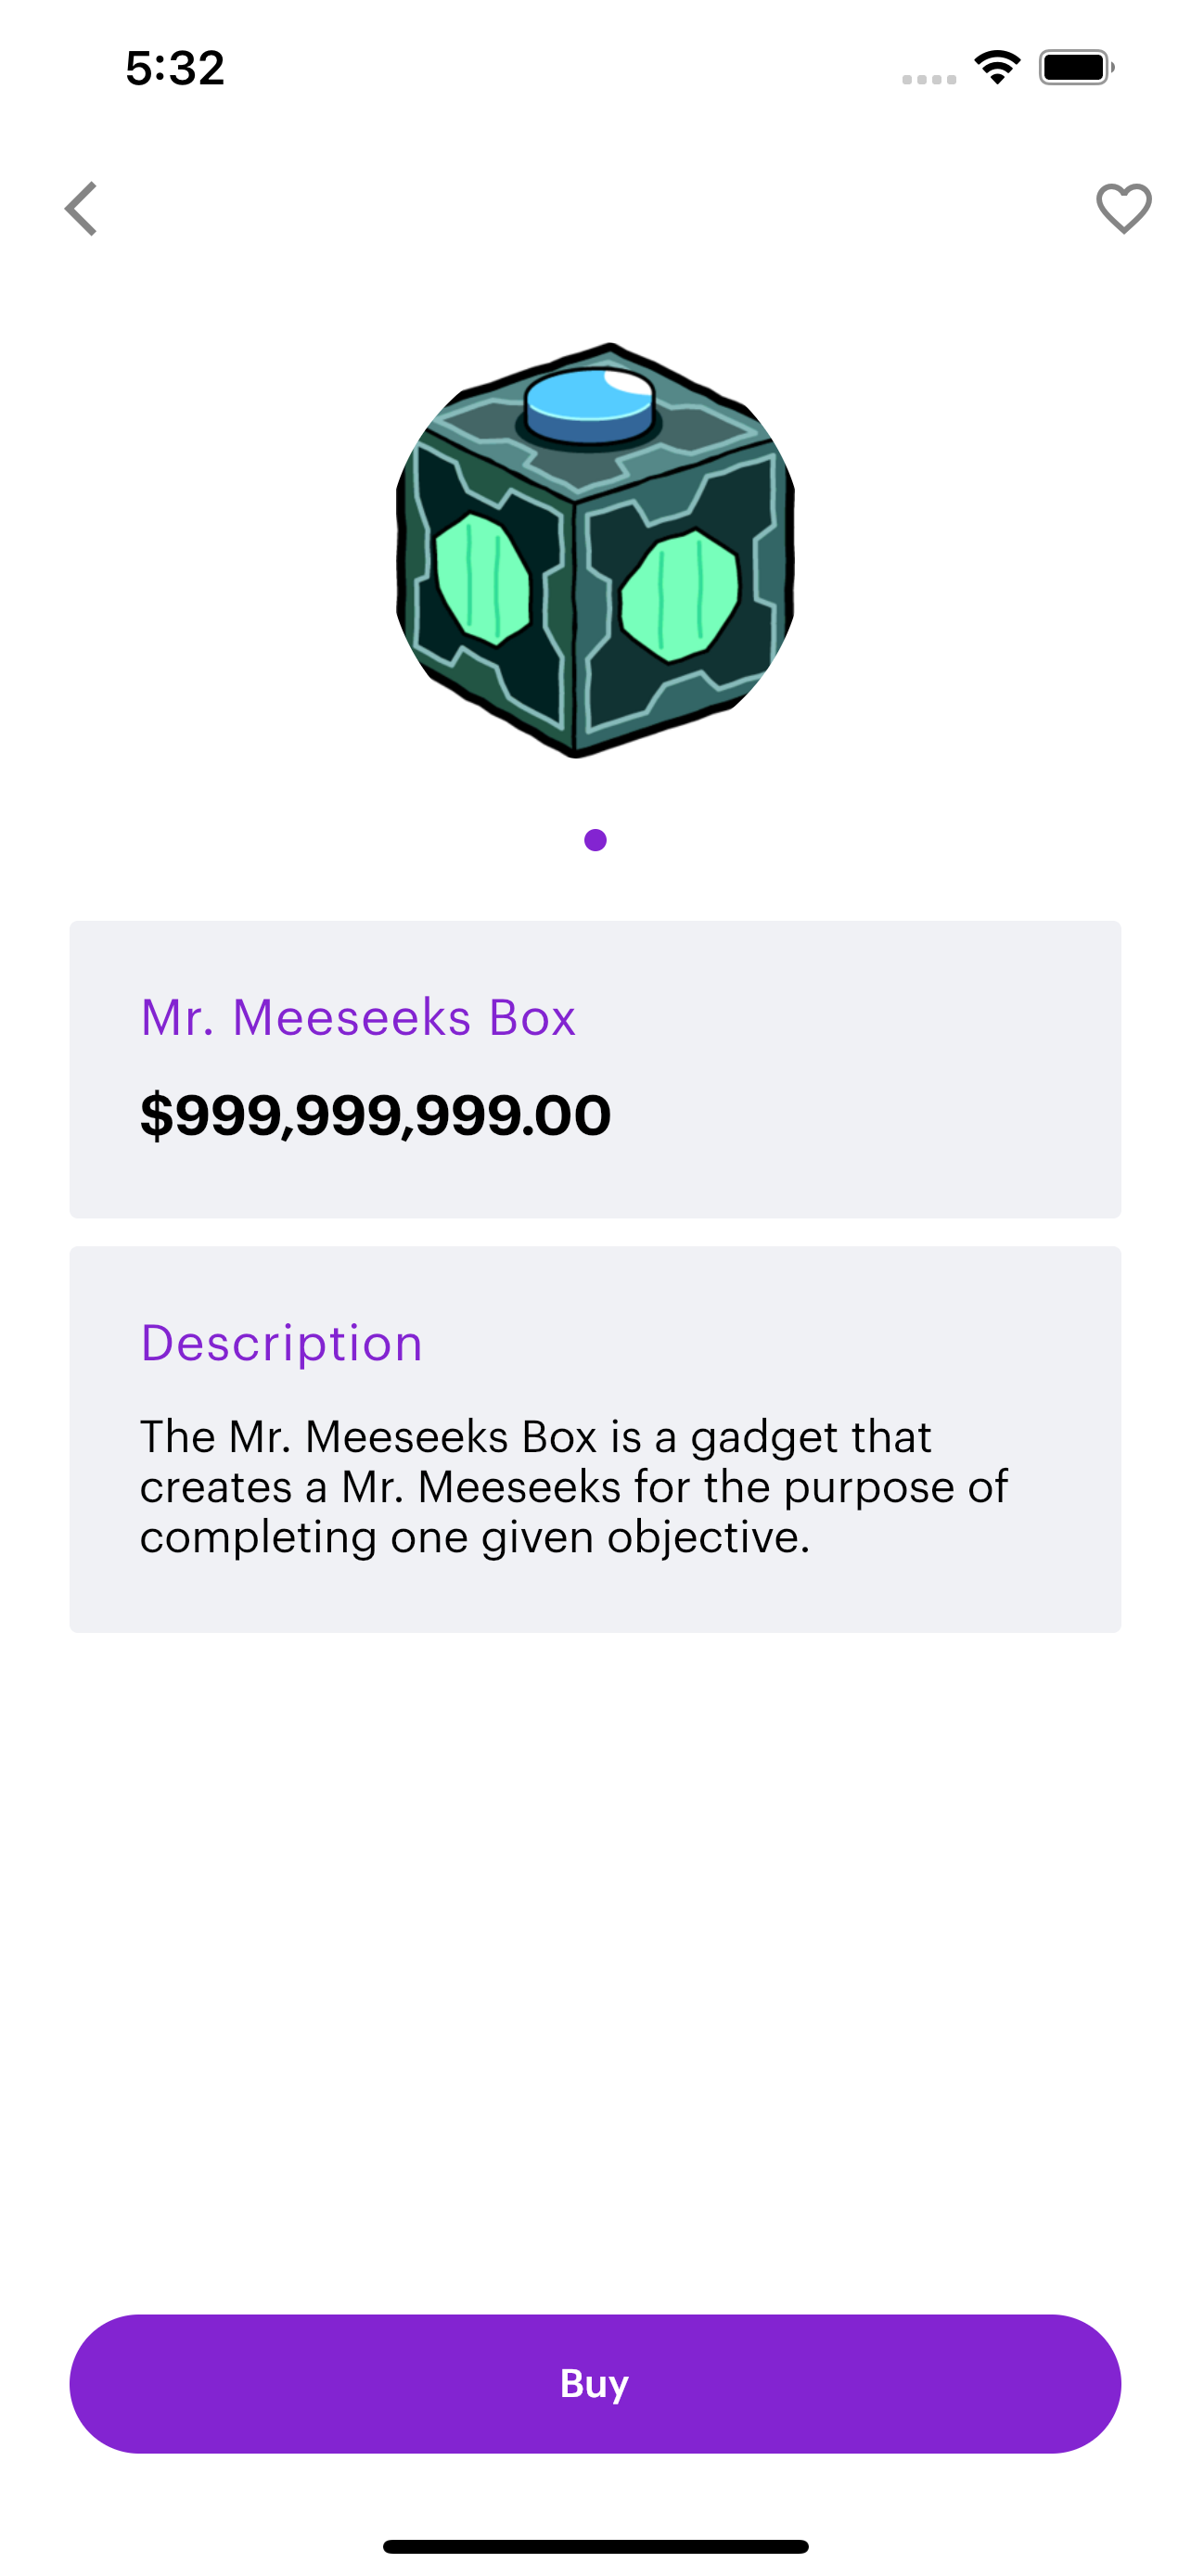 5:32
Mr. Meeseeks Box
$999,999,999.00
Description
The Mr. Meeseeks Box is a gadget that
creates a Mr. Meeseeks for the purpose of
completing one given objective.
Buy